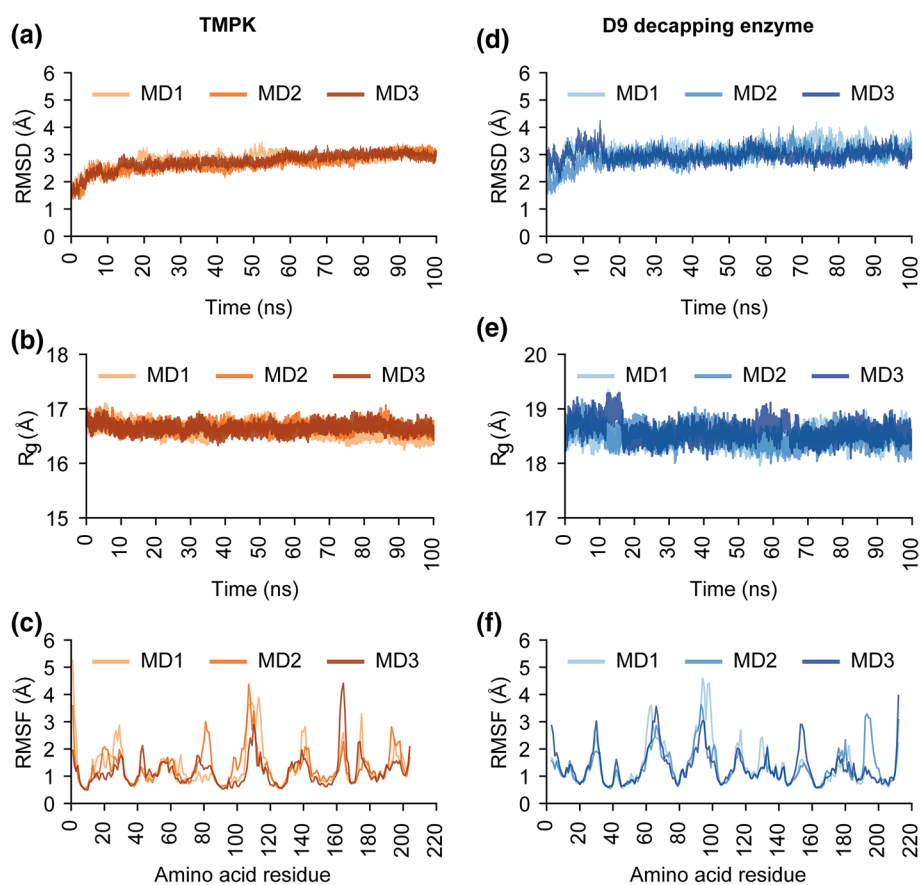 TMPK
D9 decapping enzyme
(a)
MD1 MD2 MD3
RMSD (Å)
6
5
4
3
2
1
0
0 10 20 30 40 50 60 70 80 90 100
Time (ns)
(d)
MD1 MD2 MD3
RMSD (Å)
6
5
4
3
2
1
0
0 10 20 30 40 50 60 70 80 90 100
Time (ns)
(b)
MD1 MD2 MD3
Rg (Å)
18
17
16
15
0 10 20 30 40 50 60 70 80 90 100
Time (ns)
(e)
MD1 MD2 MD3
Rg (Å)
20
19
18
17
0 10 20 30 40 50 60 70 80 90 100
Time (ns)
(c)
MD1 MD2 MD3
RMSF (Å)
6
5
4
3
2
1
0
0 20 40 60 80 100 120 140 160 180 200 220
Amino acid residue
(f)
MD1 MD2 MD3
RMSF (Å)
6
5
4
3
2
1
0
0 20 40 60 80 100 120 140 160 180 200 220
Amino acid residue